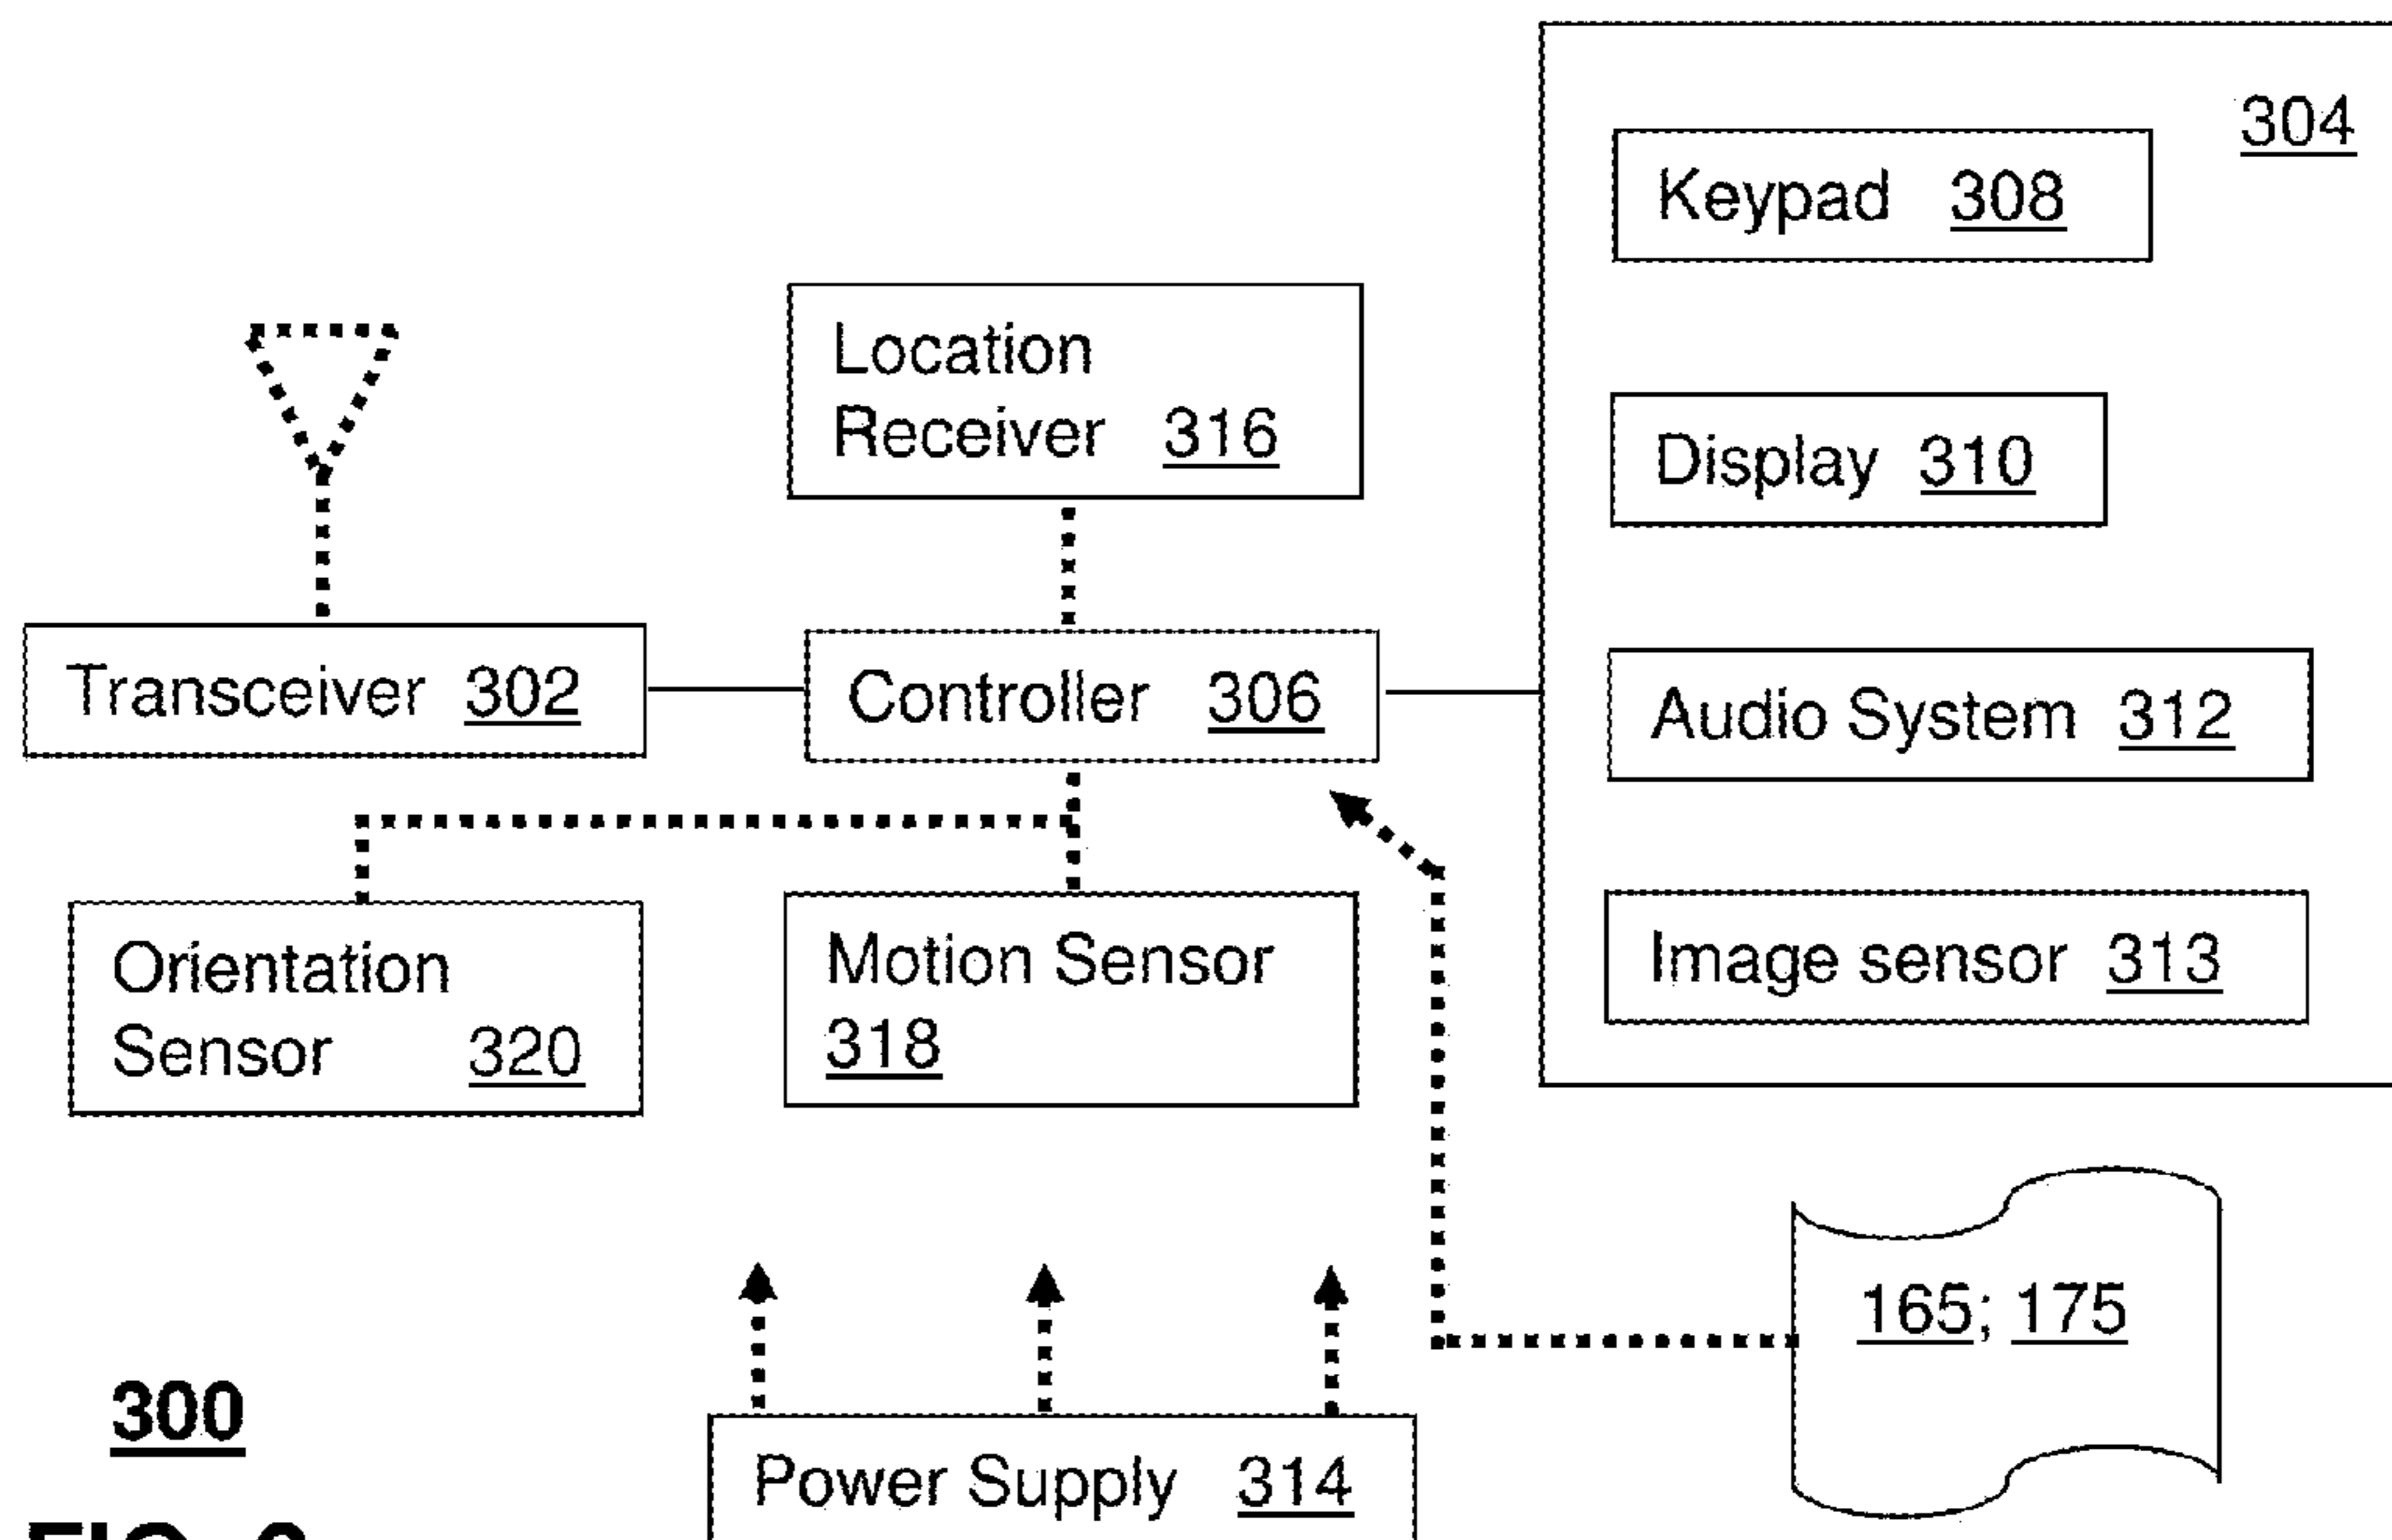 304
Keypad 308
Location
Receiver 316
Display 310
Transceiver 302
Controller 306
Audio System 312
Orientation
Sensor 320
Motion Sensor
318
Image sensor 313
165; 175
300
Power Supply 314